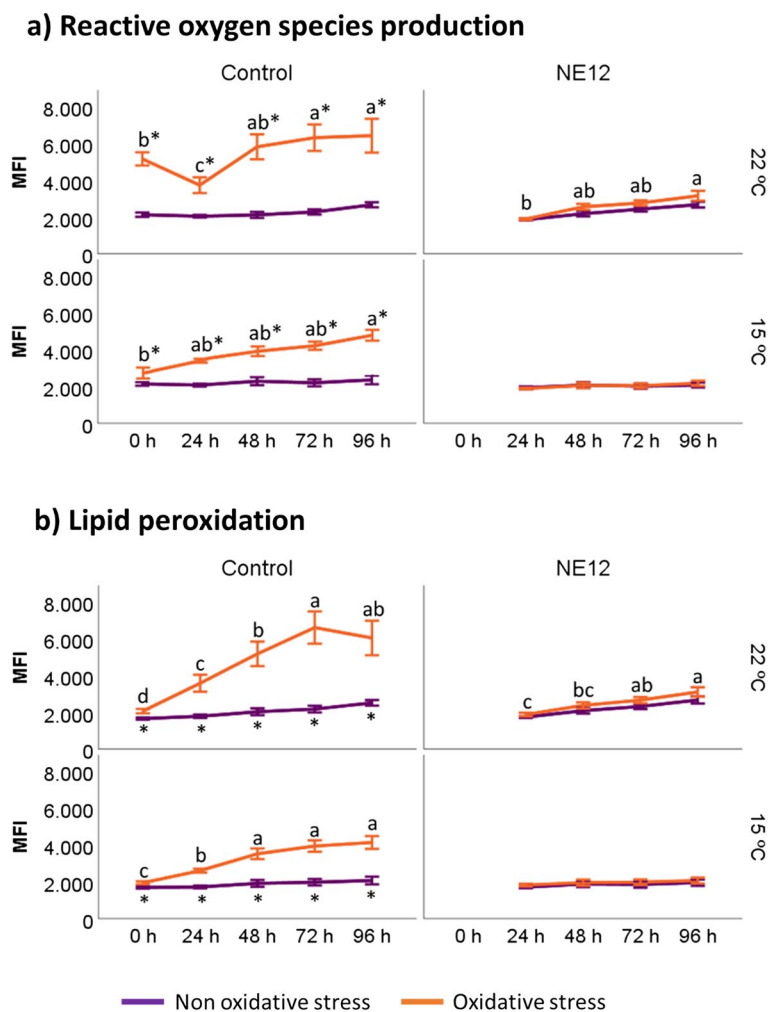 a) Reactive oxygen species production
Control NE12
8.000
b* c* ab* a* a*
6.000
MFI
4.000
2.000
0
b ab ab a
22 ºC
8.000
6.000
MFI
4.000
2.000
0
b* ab* ab* ab* a*
15 ºC
0 h 24 h 48 h 72 h 96 h 0 h 24 h 48 h 72 h 96 h
b) Lipid peroxidation
Control NE12
8.000
6.000
MFI
4.000
2.000
0
d c b a ab
* * * * *
c bc ab a
22 ºC
8.000
6.000
MFI
4.000
2.000
0
c b a a a
* * * * *
15 ºC
0 h 24 h 48 h 72 h 96 h 0 h 24 h 48 h 72 h 96 h
Non oxidative stress Oxidative stress